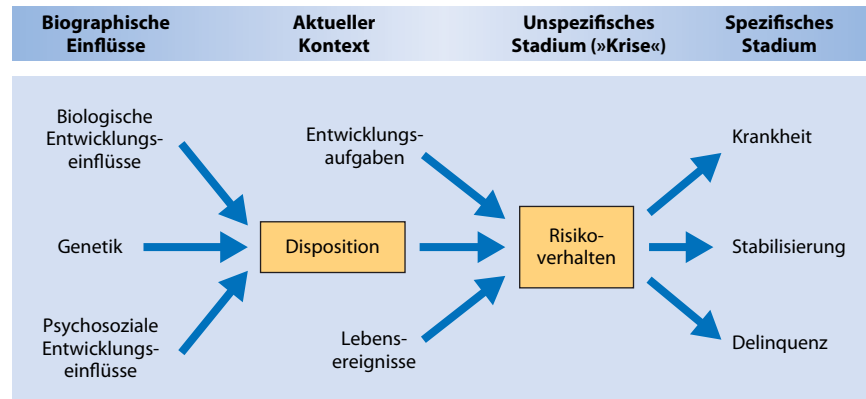 Biographische
Einflüsse
Aktueller
Kontext
Unspezifisches
Stadium (»Krise«)
Spezifisches
Stadium
Biologische
Entwicklungs-
einflüsse
Genetik
Psychosoziale
Entwicklungs-
einflüsse
Disposition
Entwicklungs-
aufgaben
Lebens-
ereignisse
Risiko-
verhalten
Krankheit
Stabilisierung
Delinquenz